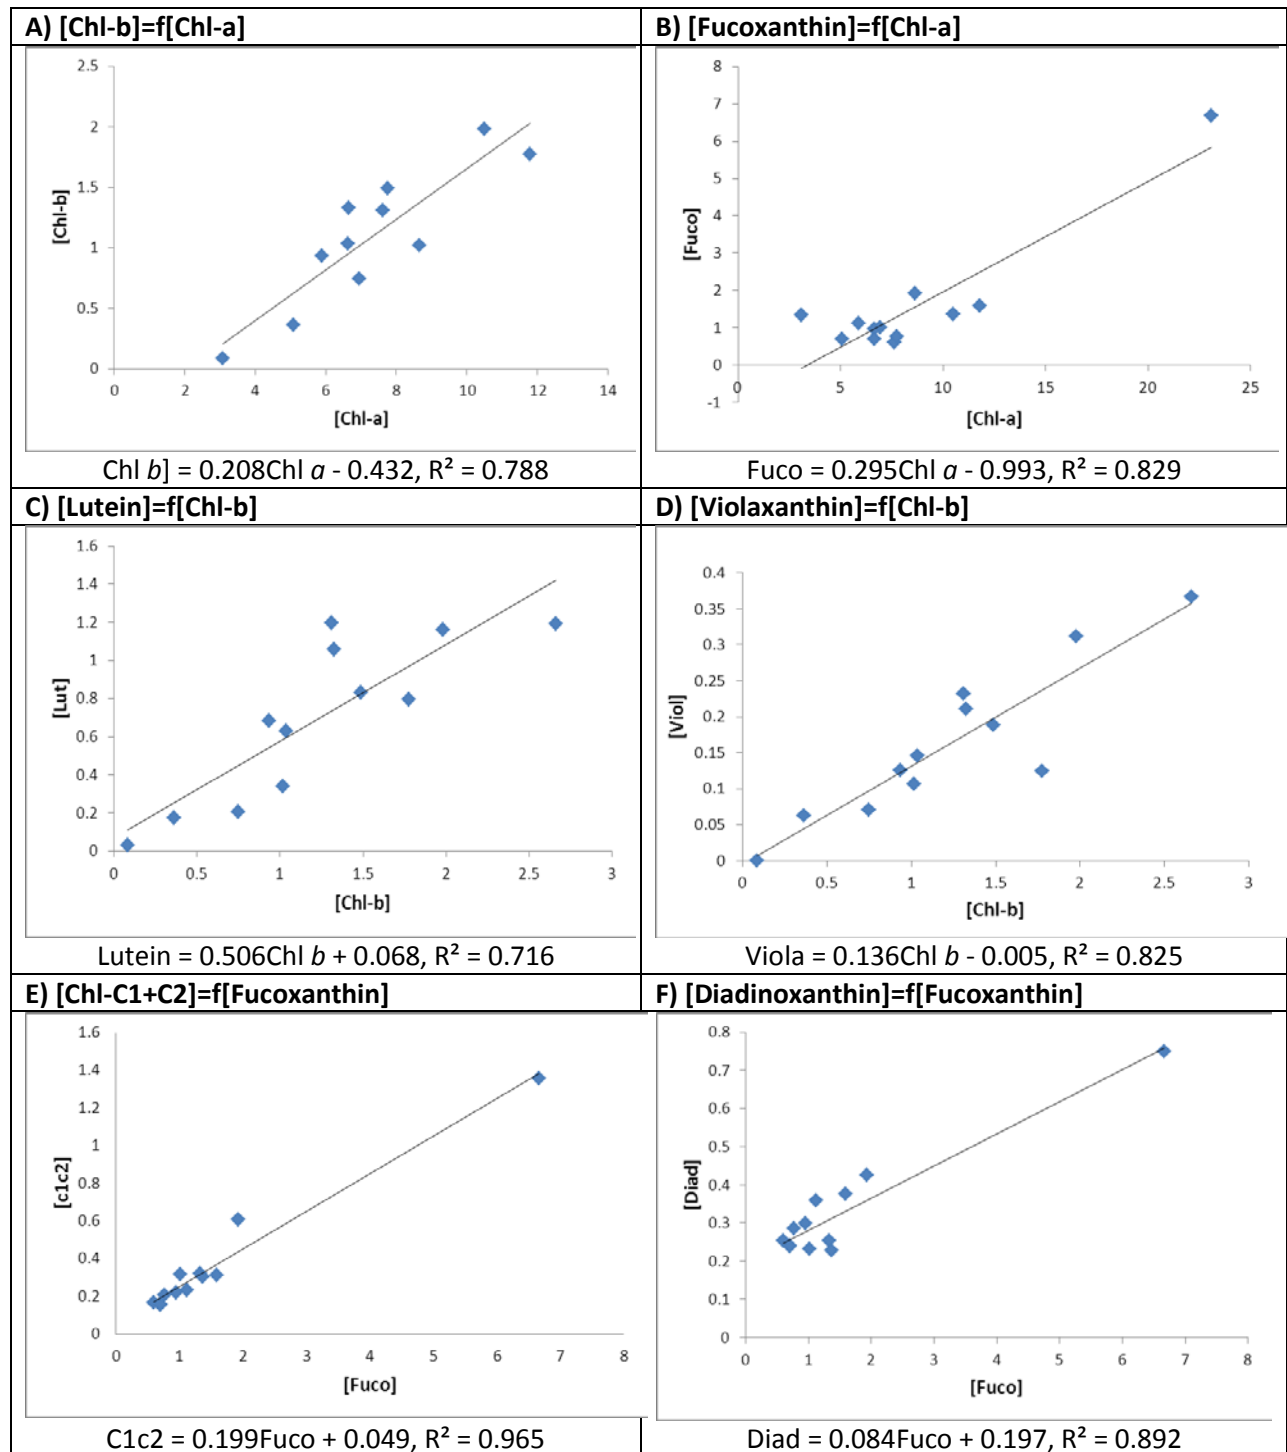 A) [Chl-b]=f[Chl-a]
2.5
2
1.5
1
0.5
0
[Chl-b]
0 2 4 6 8 10 12 14
[Chl-a]
Chl b] = 0.208Chl a - 0.432, R² = 0.788
B) [Fucoxanthin]=f[Chl-a]
8
7
6
5
4
3
2
1
0
-1
[Fuco]
0 5 10 15 20 25
[Chl-a]
Fuco = 0.295Chl a - 0.993, R² = 0.829
C) [Lutein]=f[Chl-b]
1.6
1.4
1.2
1
0.8
0.6
0.4
0.2
0
[Lut]
0 0.5 1 1.5 2 2.5 3
[Chl-b]
Lutein = 0.506Chl b + 0.068, R² = 0.716
D) [Violaxanthin]=f[Chl-b]
0.4
0.35
0.3
0.25
0.2
0.15
0.1
0.05
0
[Viol]
0 0.5 1 1.5 2 2.5 3
[Chl-b]
Viola = 0.136Chl b - 0.005, R² = 0.825
E) [Chl-C1+C2]=f[Fucoxanthin]
1.6
1.4
1.2
1
0.8
0.6
0.4
0.2
0
[c1c2]
0 1 2 3 4 5 6 7 8
[Fuco]
C1c2 = 0.199Fuco + 0.049, R² = 0.965
F) [Diadinoxanthin]=f[Fucoxanthin]
0.8
0.7
0.6
0.5
0.4
0.3
0.2
0.1
0
[Diad]
0 1 2 3 4 5 6 7 8
[Fuco]
Diad = 0.084Fuco + 0.197, R² = 0.892